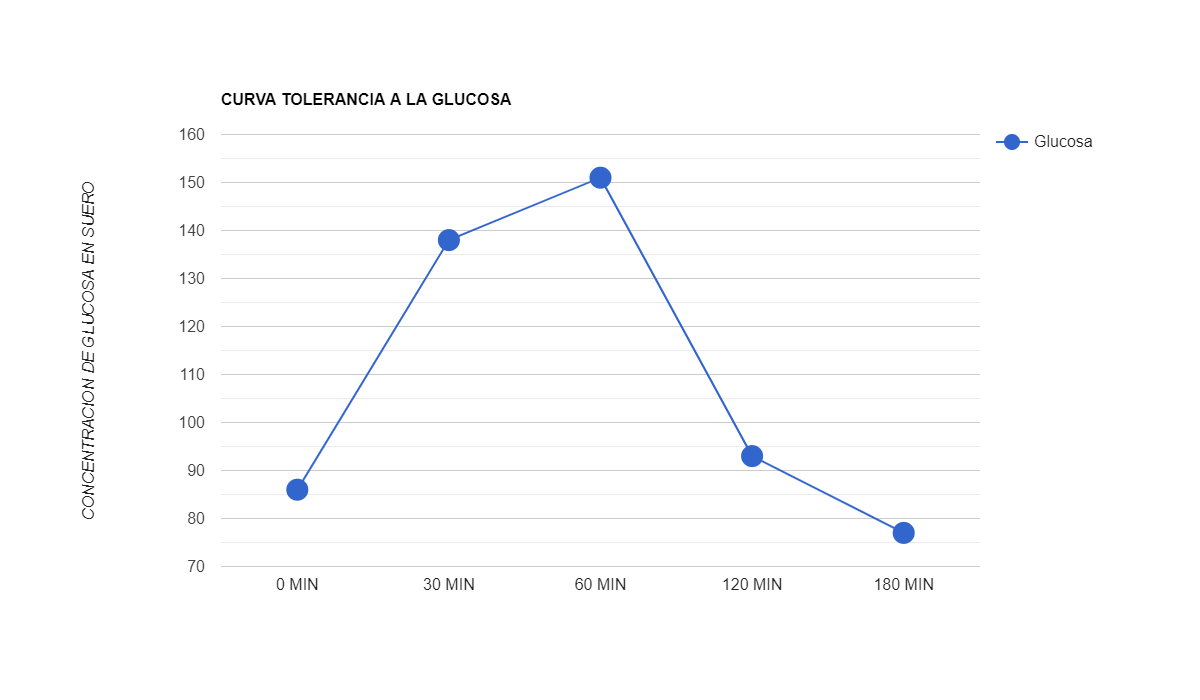 CURVA TOLERANCIA A LA GLUCOSA
Glucosa
CONCENTRACION DE GLUCOSA EN SUERO
160
150
140
130
120
110
100
90
80
70
0 MIN
30 MIN
60 MIN
120 MIN
180 MIN